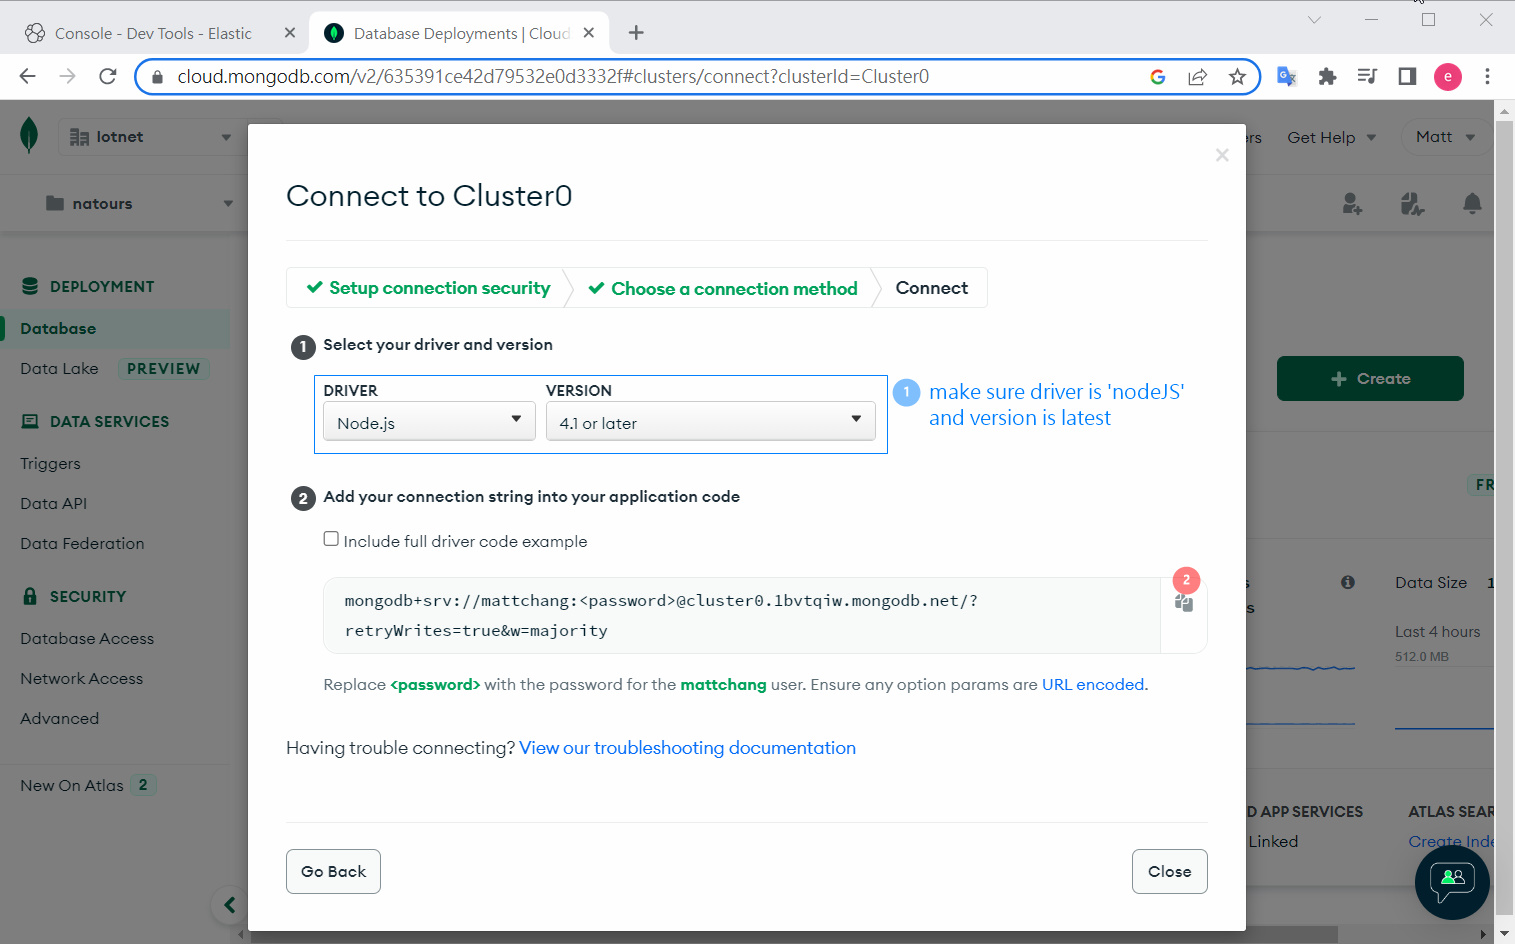 Console - Dev Tools - Elastic
Database Deployments | Cloud
cloud.mongodb.com/v2/635391ce42d79532e0d3332f#clusters/connect?clusterId=Cluster0
e
Iotnet
ers
Get Help
Matt
natours
DEPLOYMENT
Database
Data Lake
PREVIEW
DATA SERVICES
Triggers
Data API
Data Federation
SECURITY
Database Access
Network Access
Advanced
New On Atlas 2
Connect to Cluster0
Setup connection security
Choose a connection method
Connect
1 Select your driver and version
DRIVER
VERSION
Node.js
4.1 or later
1 make sure driver is 'nodeJS'
and version is latest
2 Add your connection string into your application code
Include full driver code example
mongodb+srv://mattchang:<password>@cluster0.1bvtqiw.mongodb.net/?
retryWrites=true&w=majority
2
Replace <password> with the password for the mattchang user. Ensure any option params are URL encoded.
Having trouble connecting? View our troubleshooting documentation
Go Back
Close
+ Create
FR
s
s
Data Size
1
Last 4 hours
512.0 MB
D APP SERVICES
Linked
ATLAS SEAR
Create Inde